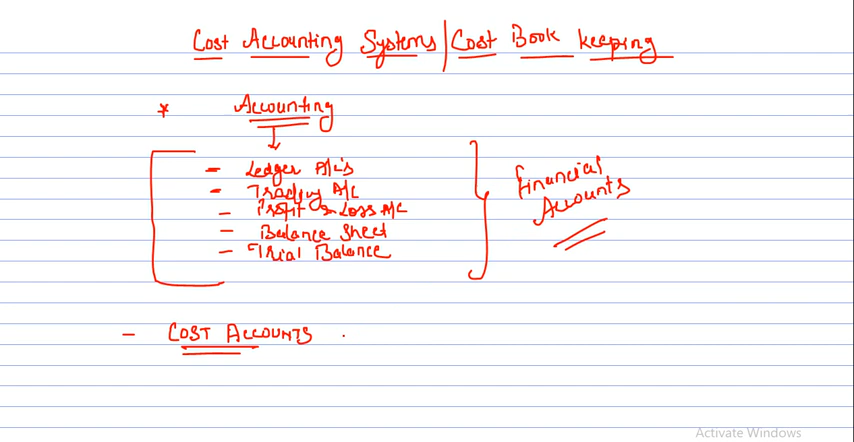 Cost Accounting Systems | Cost Book keeping
* Accounting
- Ledger A/c's
- Trading A/c
- Profit & Loss A/c
- Balance Sheet
- Trial Balance
Financial
Accounts
- COST ACCOUNTS
Activate Windows